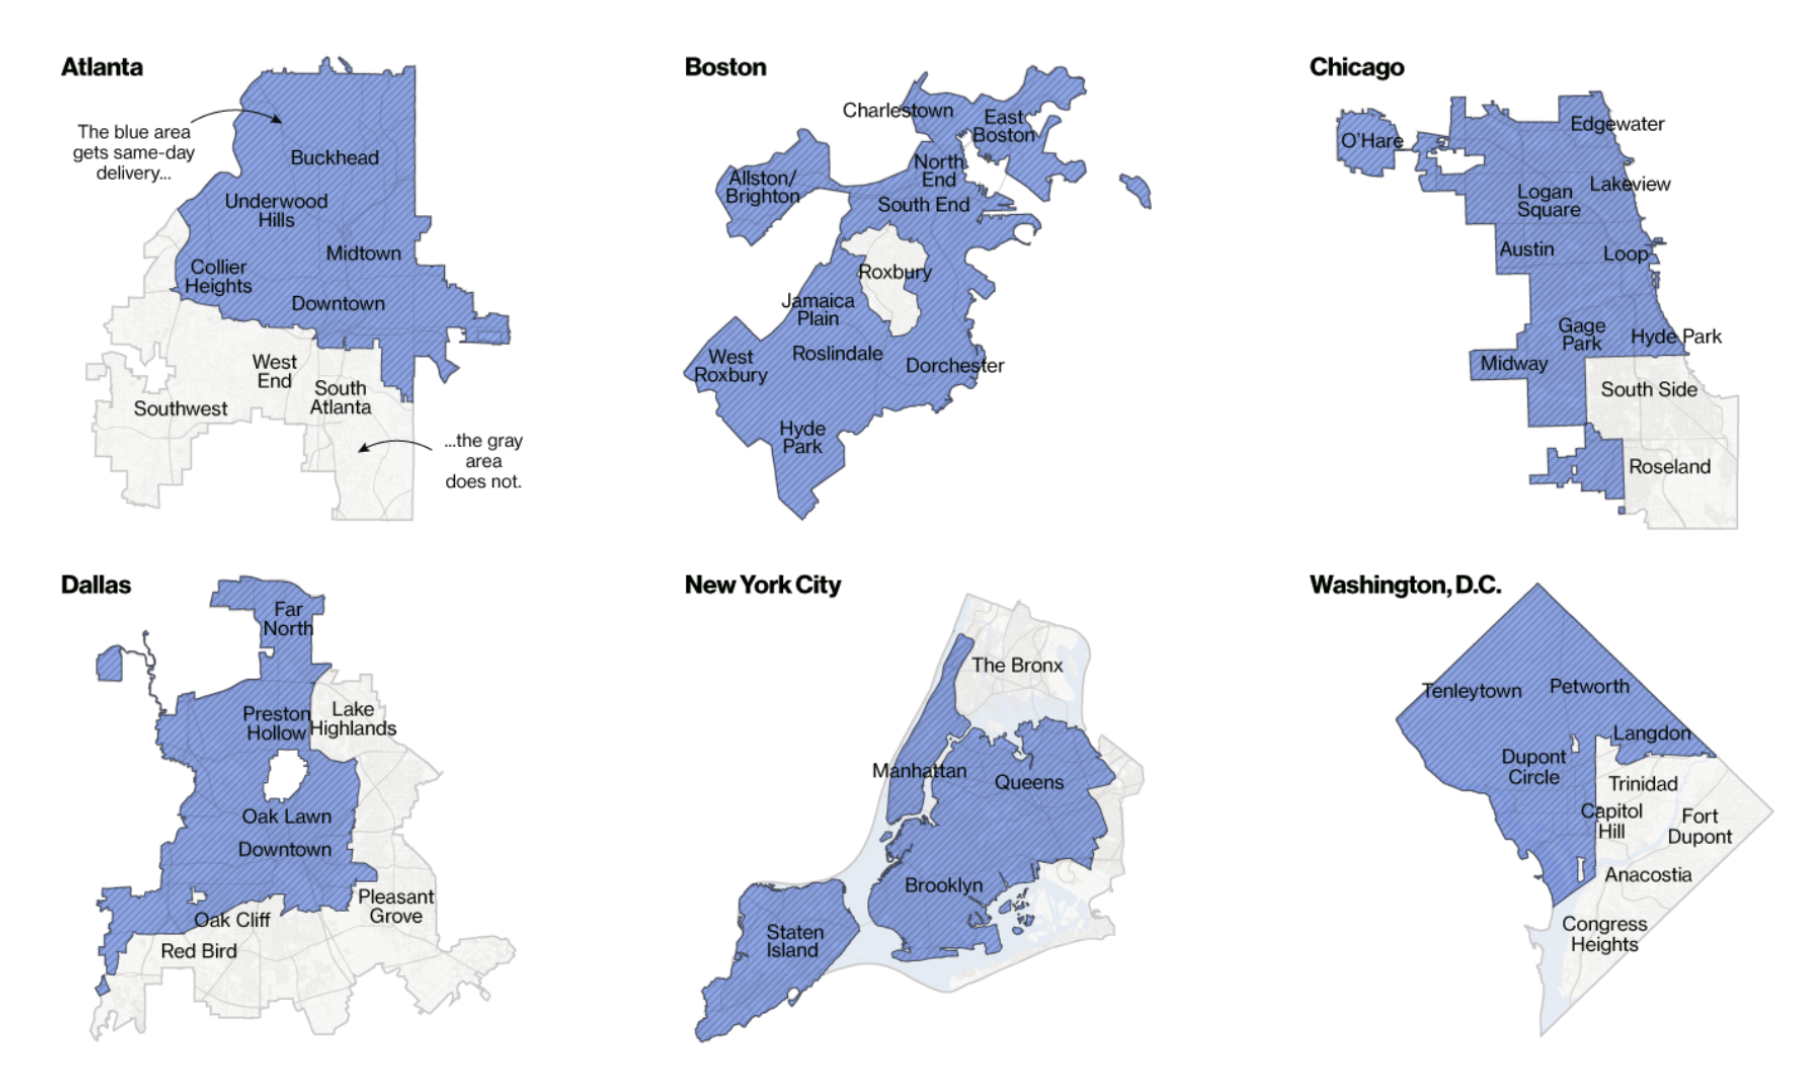 Atlanta
The blue area
gets same-day
delivery...
Buckhead
Underwood
Hills
Midtown
Collier
Heights
Downtown
West
End
South
Atlanta
Southwest
...the gray
area
does not.
Boston
Charlestown
East
Boston
North
End
Allston/
Brighton
South End
Roxbury
Jamaica
Plain
Roslindale
West
Roxbury
Dorchester
Hyde
Park
Chicago
O'Hare
Edgewater
Lakeview
Logan
Square
Austin
Loop
Gage
Park
Hyde Park
Midway
South Side
Roseland
Dallas
Far
North
Preston
Hollow
Lake
Highlands
Oak Lawn
Downtown
Pleasant
Grove
Oak Cliff
Red Bird
New York City
The Bronx
Manhattan
Queens
Brooklyn
Staten
Island
Washington, D.C.
Tenleytown
Petworth
Langdon
Dupont
Circle
Trinidad
Capitol
Hill
Fort
Dupont
Anacostia
Congress
Heights